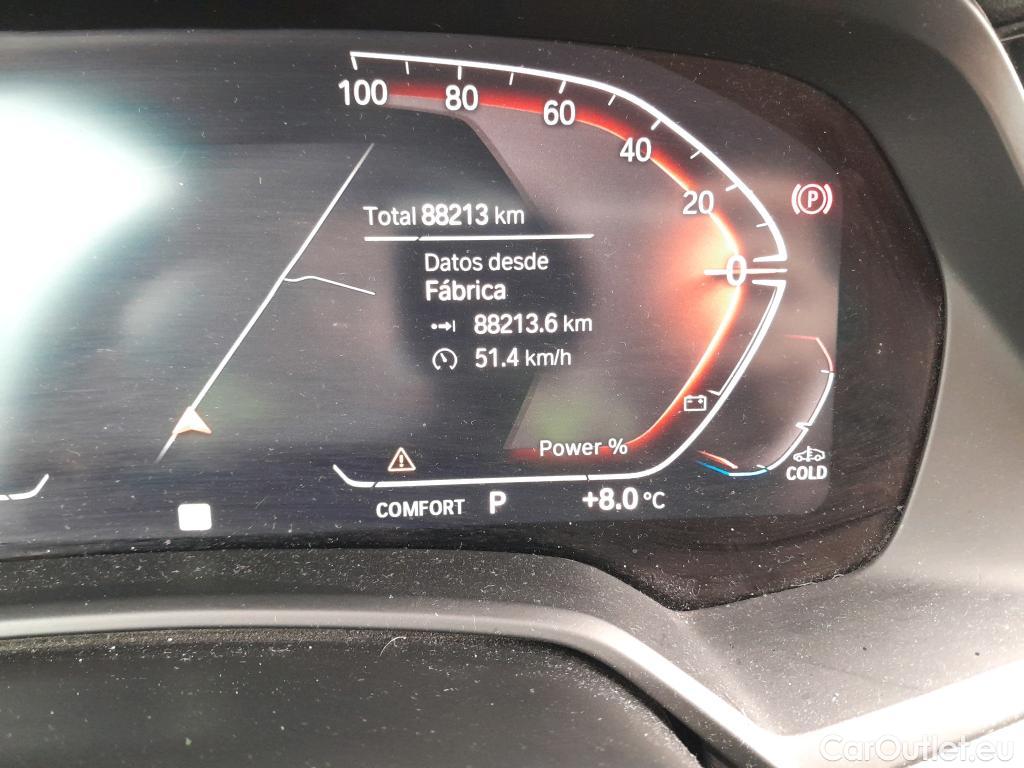 100
80
60
40
20
0
P
Total 88213 km
Datos desde
Fábrica
88213.6 km
51.4 km/h
Power %
COLD
COMFORT P +8.0 °C
CarOutlet.eu